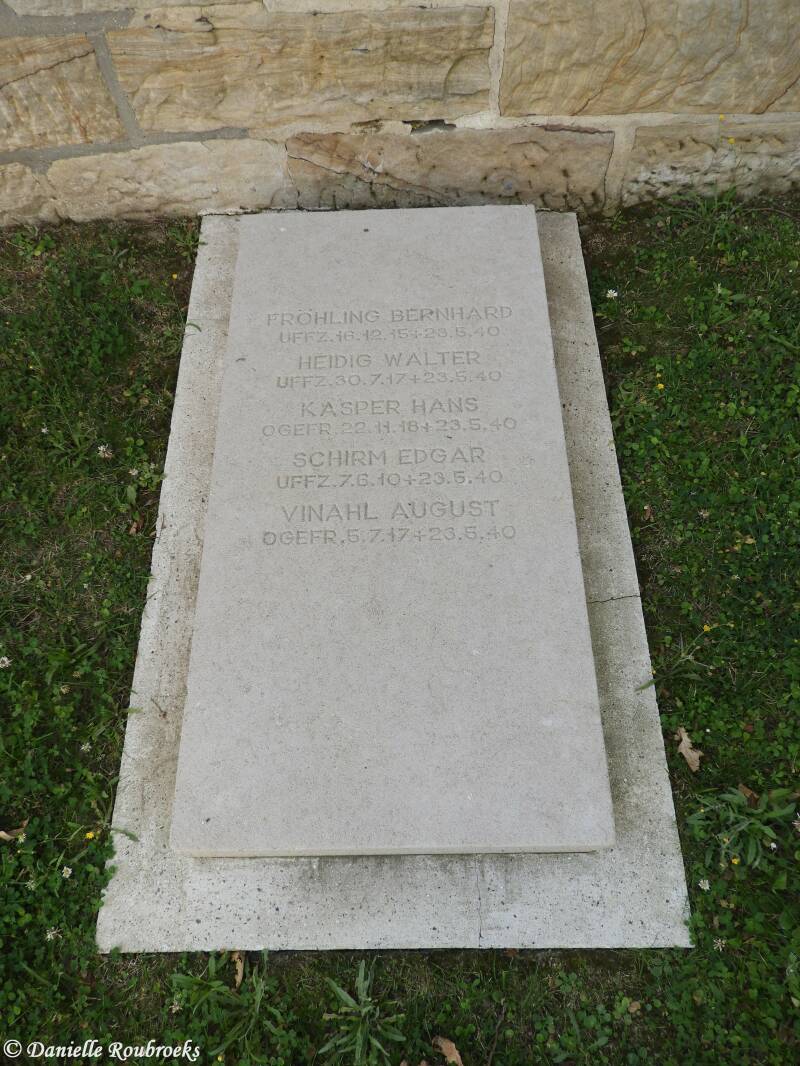 FRÖHLING BERNHARD
UFFZ.16.12.15+23.5.40
HEIDIG WALTER
UFFZ.30.7.17+23.5.40
KASPER HANS
OGEFR.22.11.18+23.5.40
SCHIRM EDGAR
UFFZ.7.6.10+23.5.40
VINAHL AUGUST
OGEFR.5.7.17+23.5.40
© Danielle Roubroeks